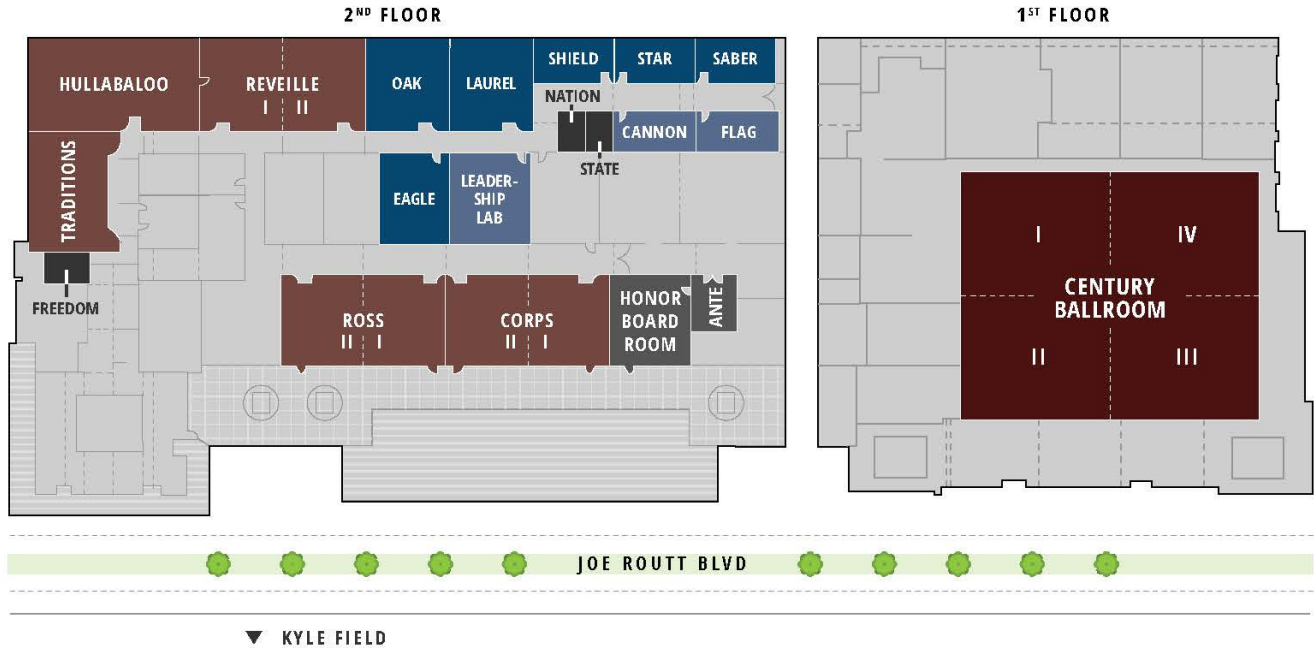 2ND FLOOR
1ST FLOOR
HULLABALOO
REVEILLE
I II
OAK
LAUREL
SHIELD
STAR
SABER
NATION
CANNON
FLAG
STATE
TRADITIONS
EAGLE
LEADER-
SHIP
LAB
FREEDOM
ROSS
II I
CORPS
II I
HONOR
BOARD
ROOM
ANTE
I
IV
CENTURY
BALLROOM
II
III
JOE ROUTT BLVD
KYLE FIELD